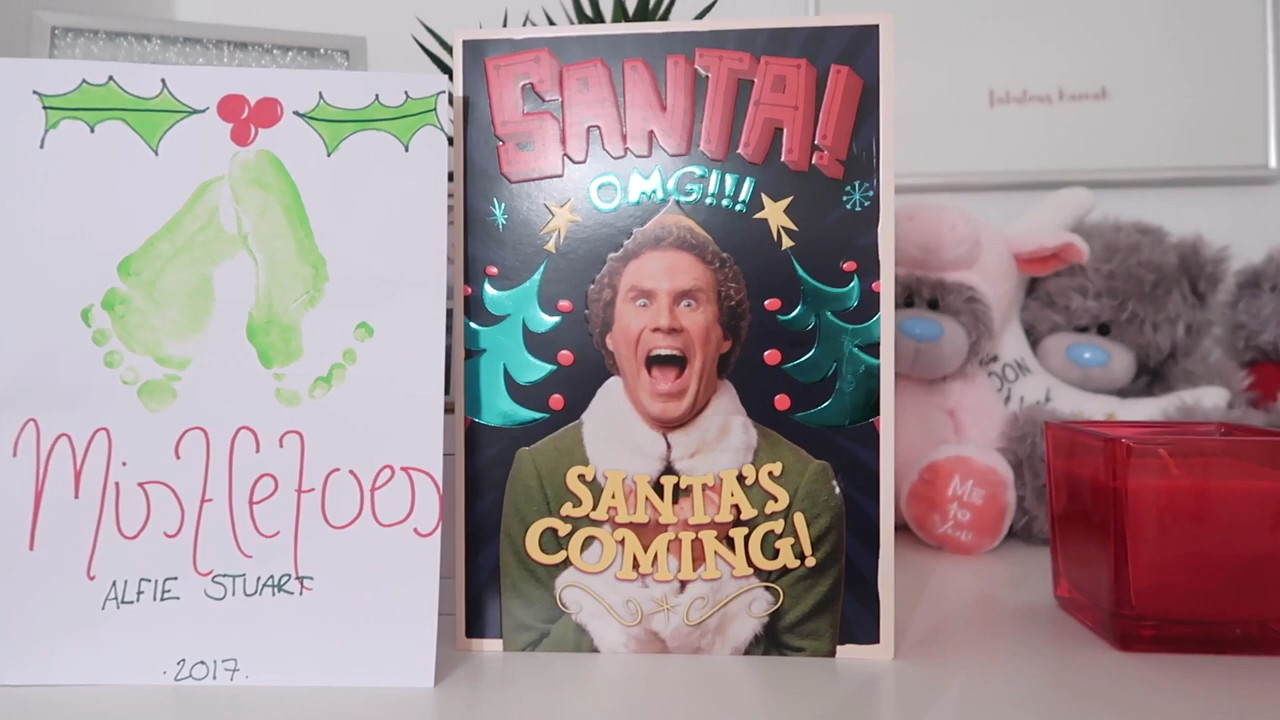 Mistletoes
ALFIE STUART
· 2017 ·
SANTA!
OMG!!!
SANTA'S
COMING!
Me
to
You